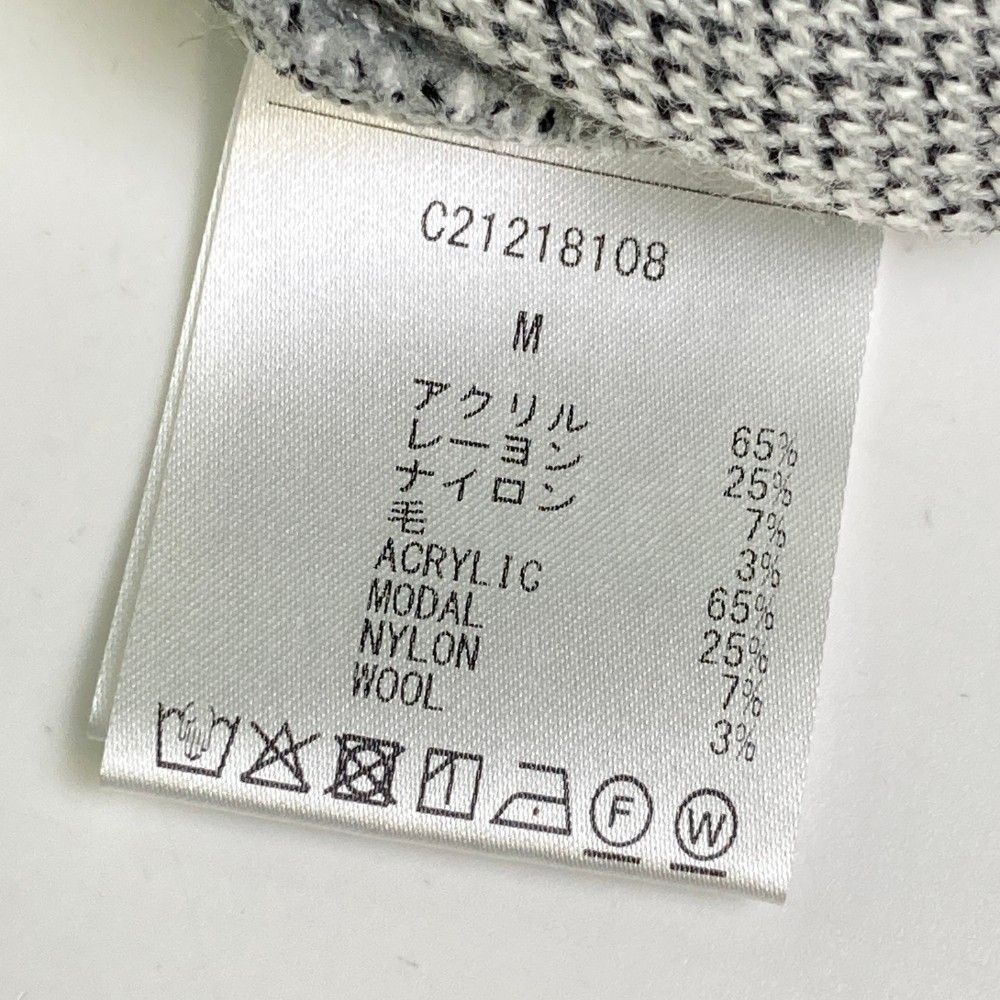 C21218108
M
アクリル 65%
レーヨン 25%
ナイロン 7%
毛 3%
ACRYLIC 65%
MODAL 25%
NYLON 7%
WOOL 3%
F W